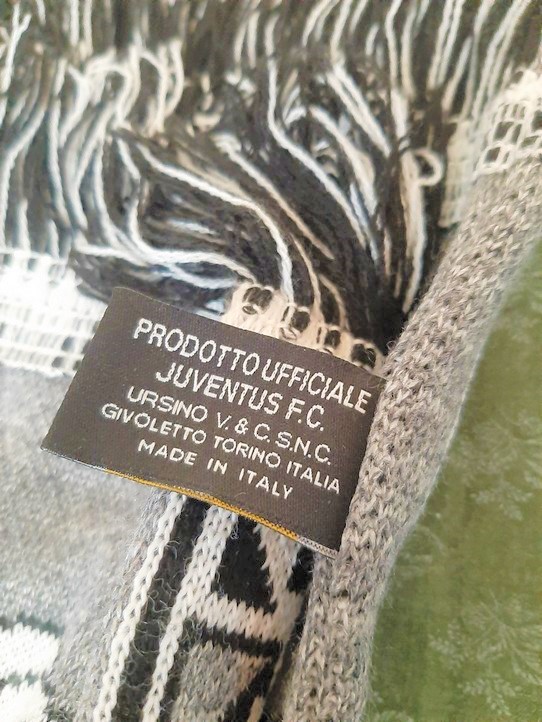 PRODOTTO UFFICIALE
JUVENTUS F.C.
URSINO V. & C. S.N.C.
GIVOLETTO TORINO ITALIA
MADE IN ITALY